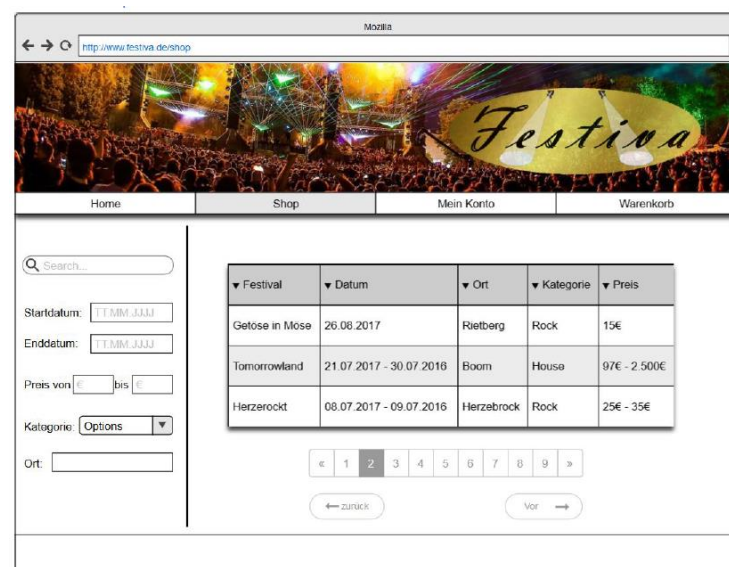 Mozilla
http://www.festiva.de/shop
Festiva
Home Shop Mein Konto Warenkorb
Search...
Startdatum: TT.MM.JJJJ
Enddatum: TT.MM.JJJJ
Preis von € bis €
Kategorie: Options
Ort:
Festival Datum Ort Kategorie Preis
Getöse in Möse 26.08.2017 Rietberg Rock 15€
Tomorrowland 21.07.2017 - 30.07.2016 Boom House 97€ - 2.500€
Herzerockt 08.07.2017 - 09.07.2016 Herzebrock Rock 25€ - 35€
« 1 2 3 4 5 6 7 8 9 »
zurück Vor